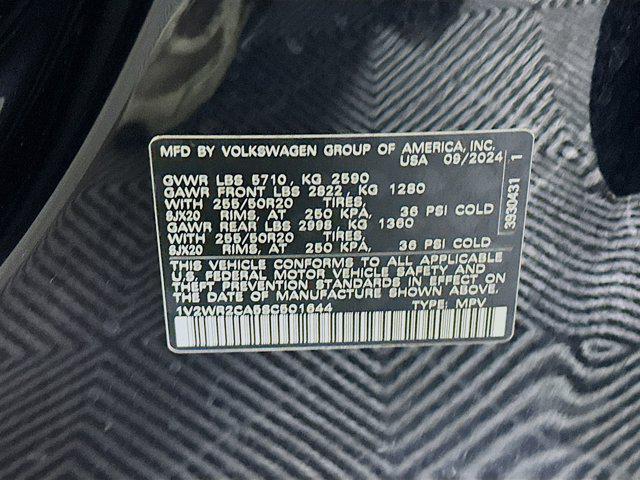 MFD BY VOLKSWAGEN GROUP OF AMERICA, INC.
USA 09/2024
GVWR LBS 5710, KG 2590
GAWR FRONT LBS 2822, KG 1280
WITH 255/50R20 TIRES,
8JX20 RIMS, AT 250 KPA, 36 PSI COLD
GAWR REAR LBS 2998, KG 1360
WITH 255/50R20 TIRES,
8JX20 RIMS, AT 250 KPA, 36 PSI COLD
THIS VEHICLE CONFORMS TO ALL APPLICABLE
U.S. FEDERAL MOTOR VEHICLE SAFETY AND
THEFT PREVENTION STANDARDS IN EFFECT ON
THE DATE OF MANUFACTURE SHOWN ABOVE.
1V2WR2CA5SC501644 TYPE: MPV
3930431 1